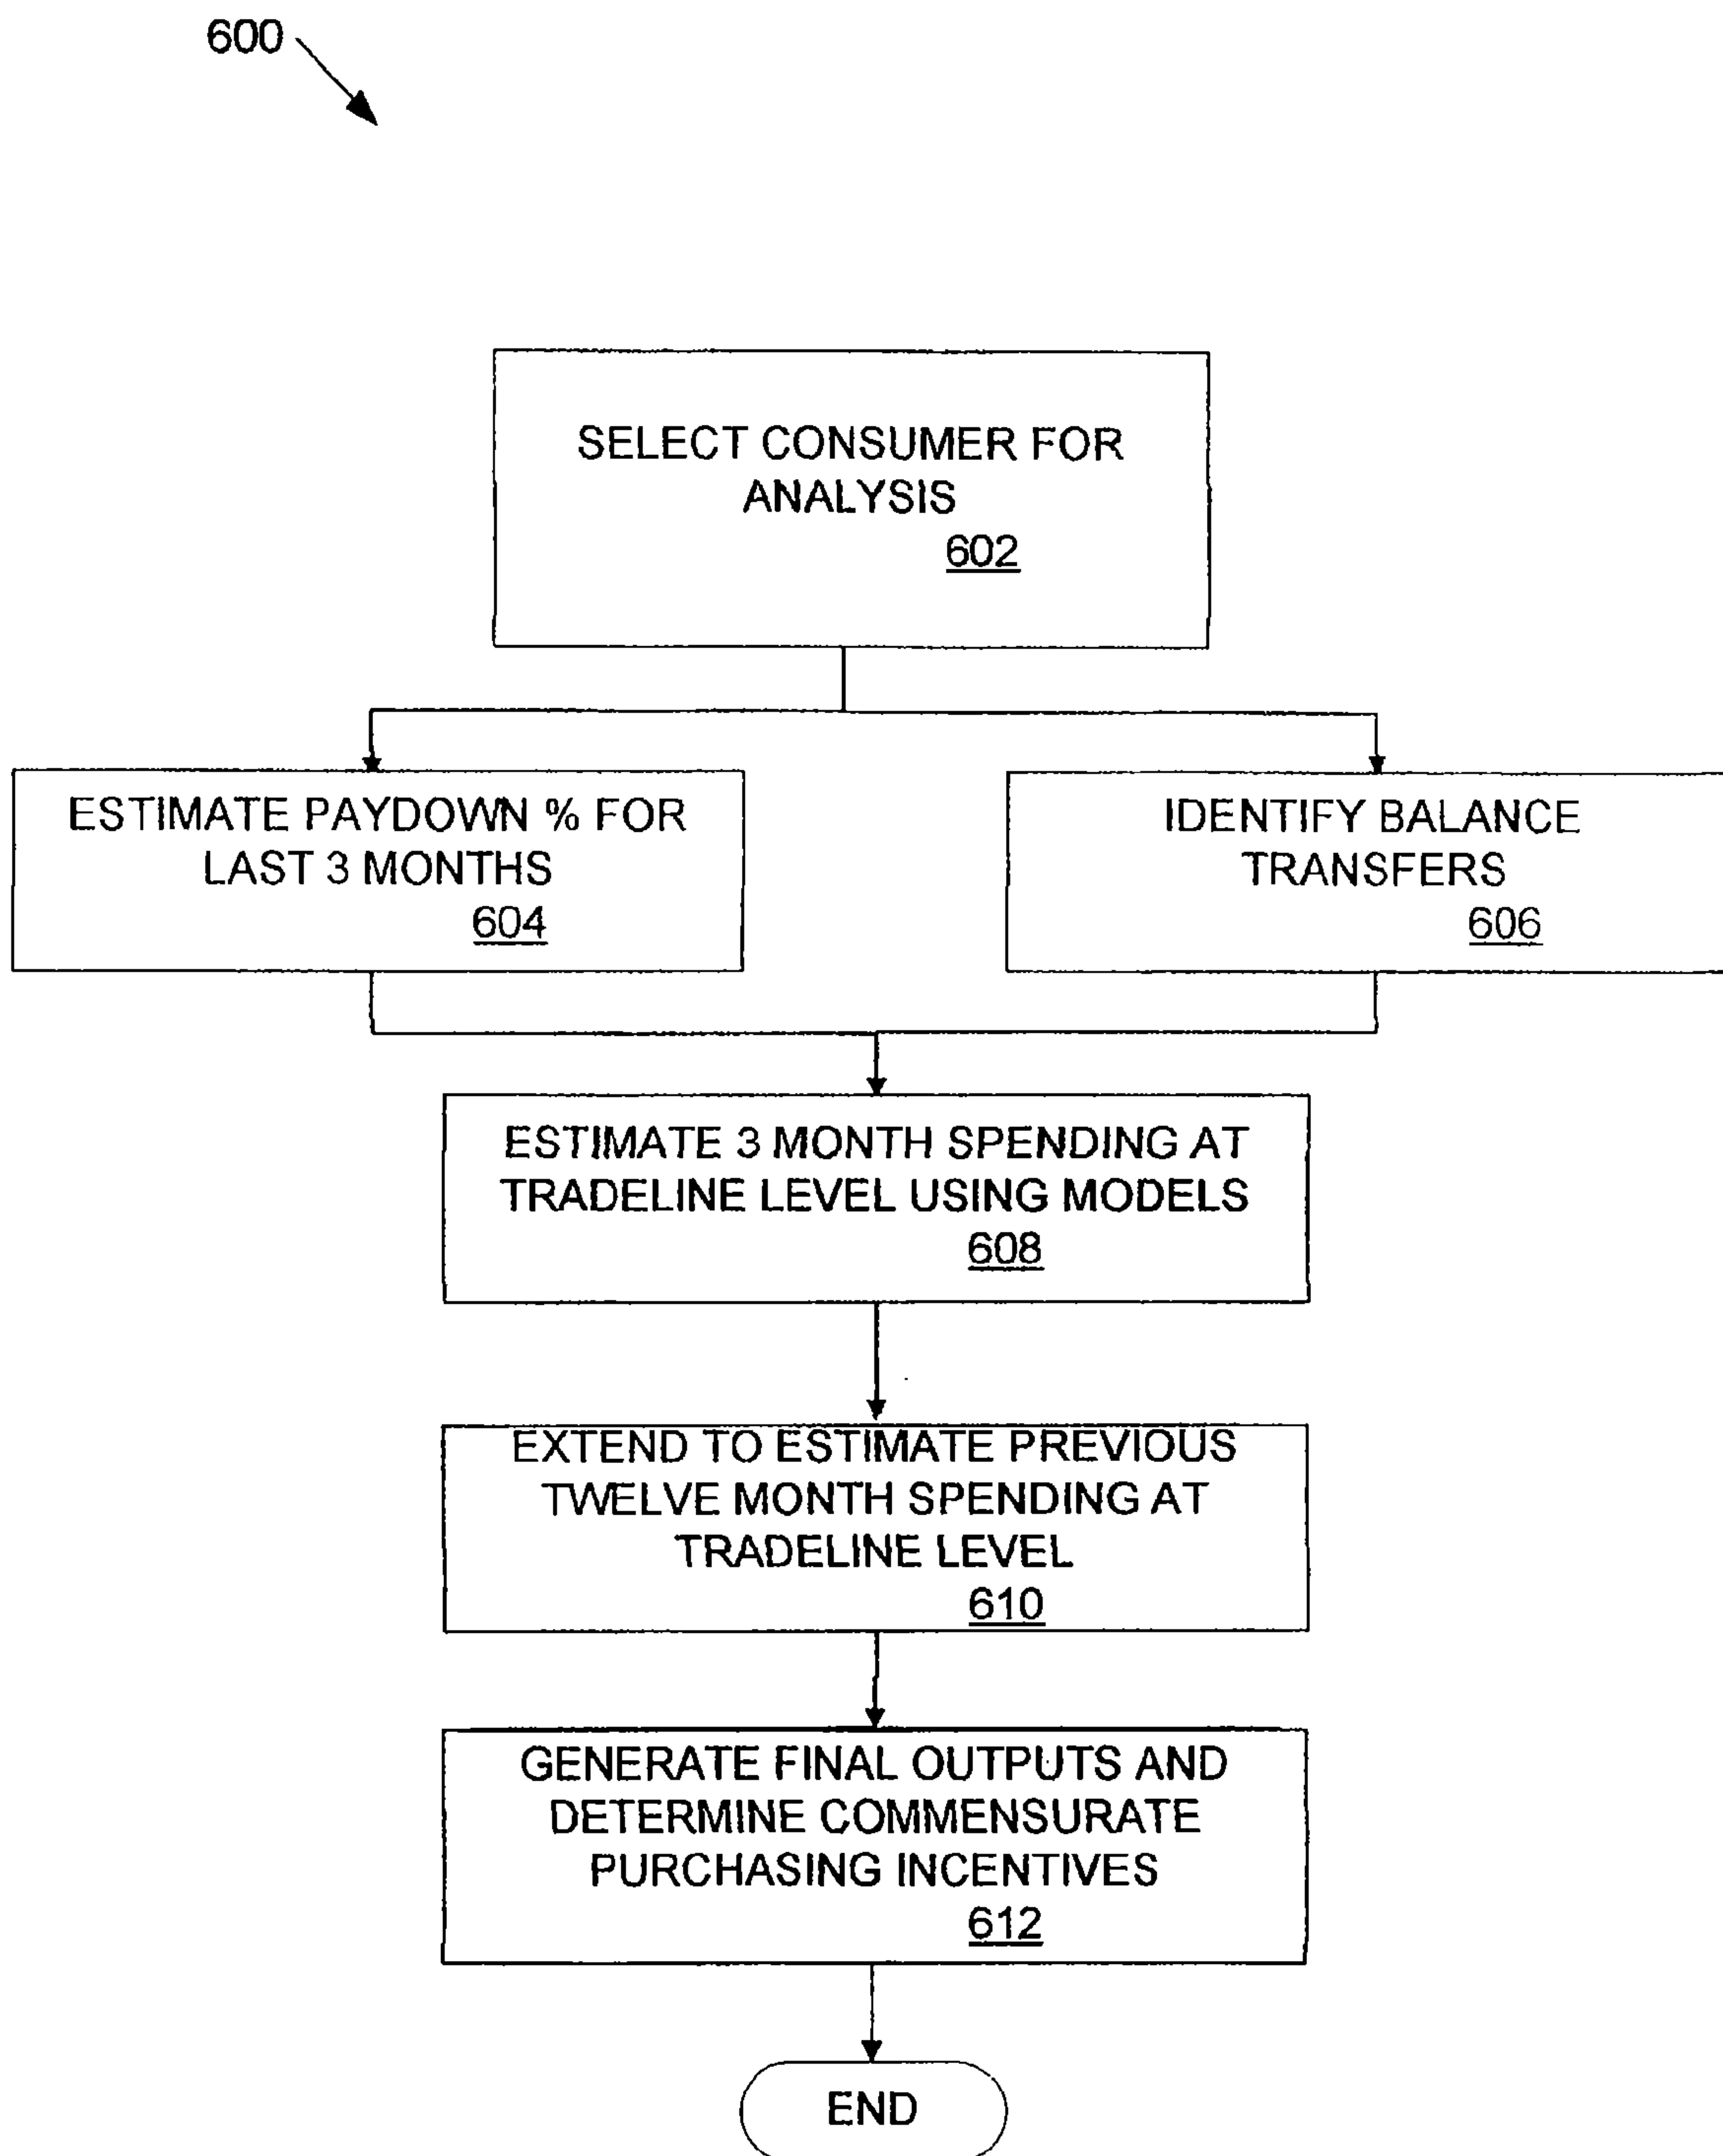 600
SELECT CONSUMER FOR
ANALYSIS
602
ESTIMATE PAYDOWN % FOR
LAST 3 MONTHS
604
IDENTIFY BALANCE
TRANSFERS
606
ESTIMATE 3 MONTH SPENDING AT
TRADELINE LEVEL USING MODELS
608
EXTEND TO ESTIMATE PREVIOUS
TWELVE MONTH SPENDING AT
TRADELINE LEVEL
610
GENERATE FINAL OUTPUTS AND
DETERMINE COMMENSURATE
PURCHASING INCENTIVES
612
END